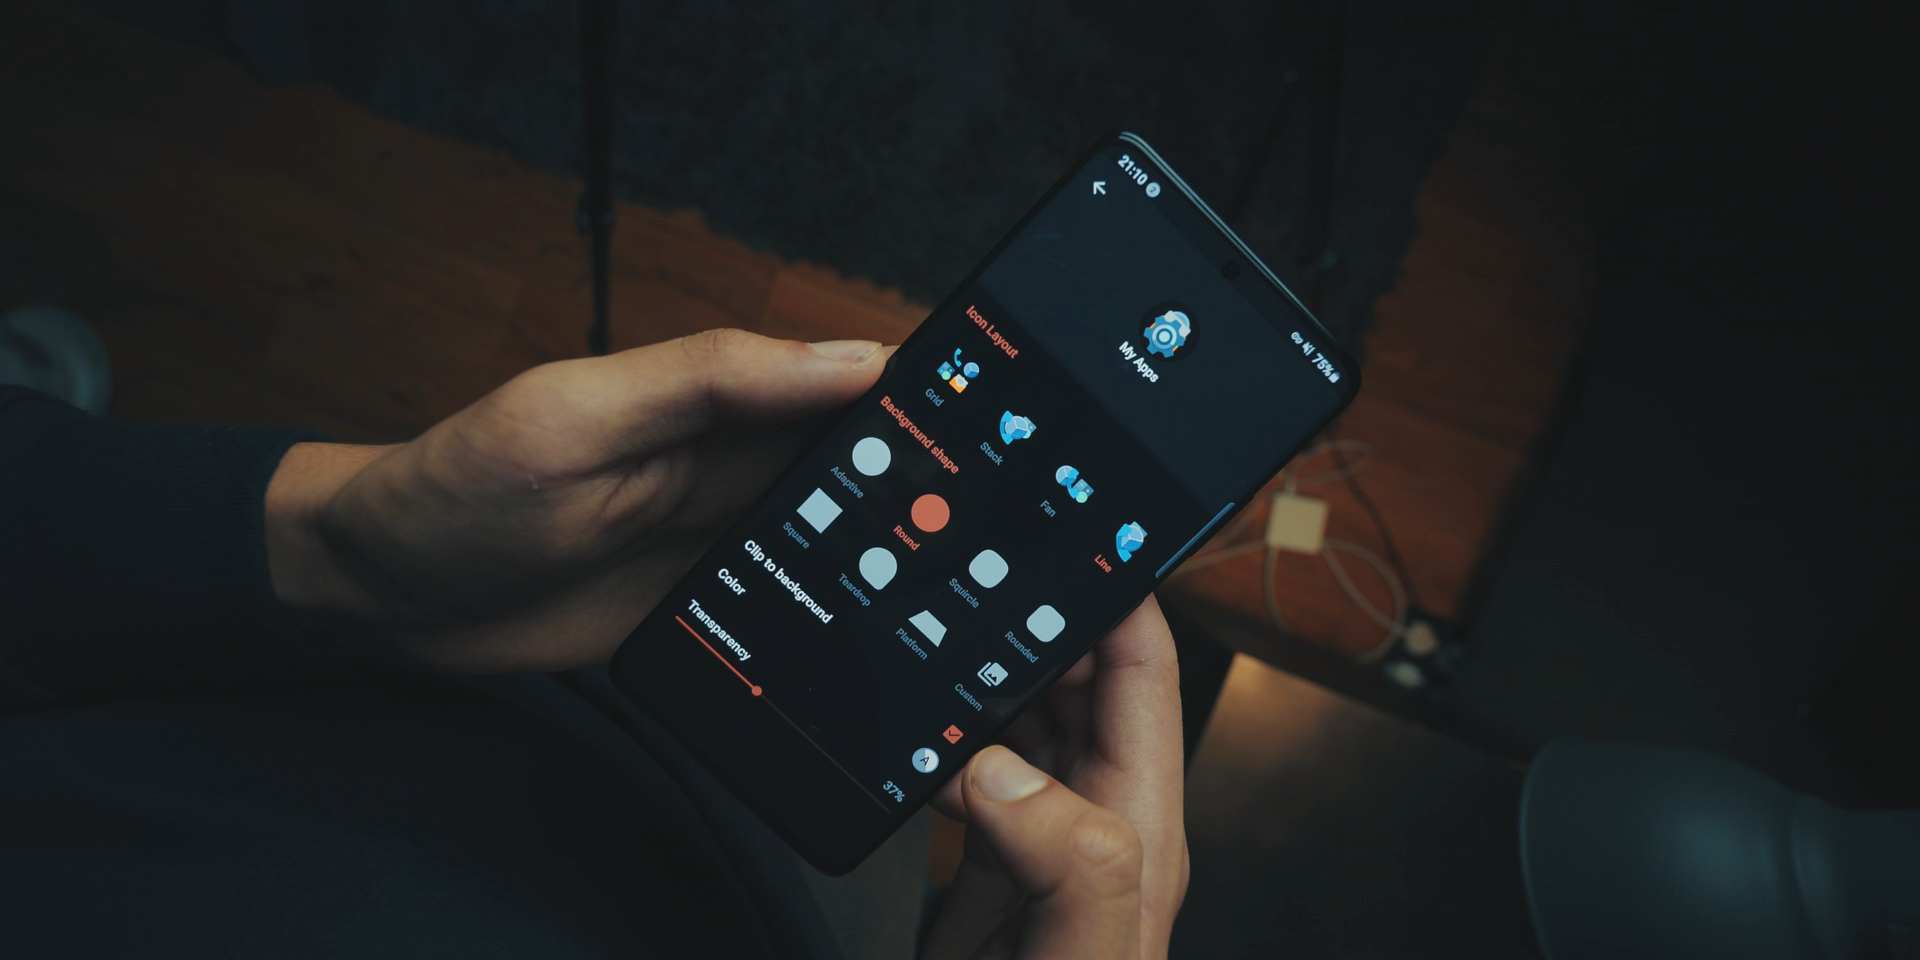 21:10 2
75%
My Apps
Icon Layout
Grid
Stack
Fan
Line
Background shape
Adaptive
Round
Squircle
Rounded
Square
Teardrop
Platform
Custom
Clip to background
Color
A
Transparency
37%